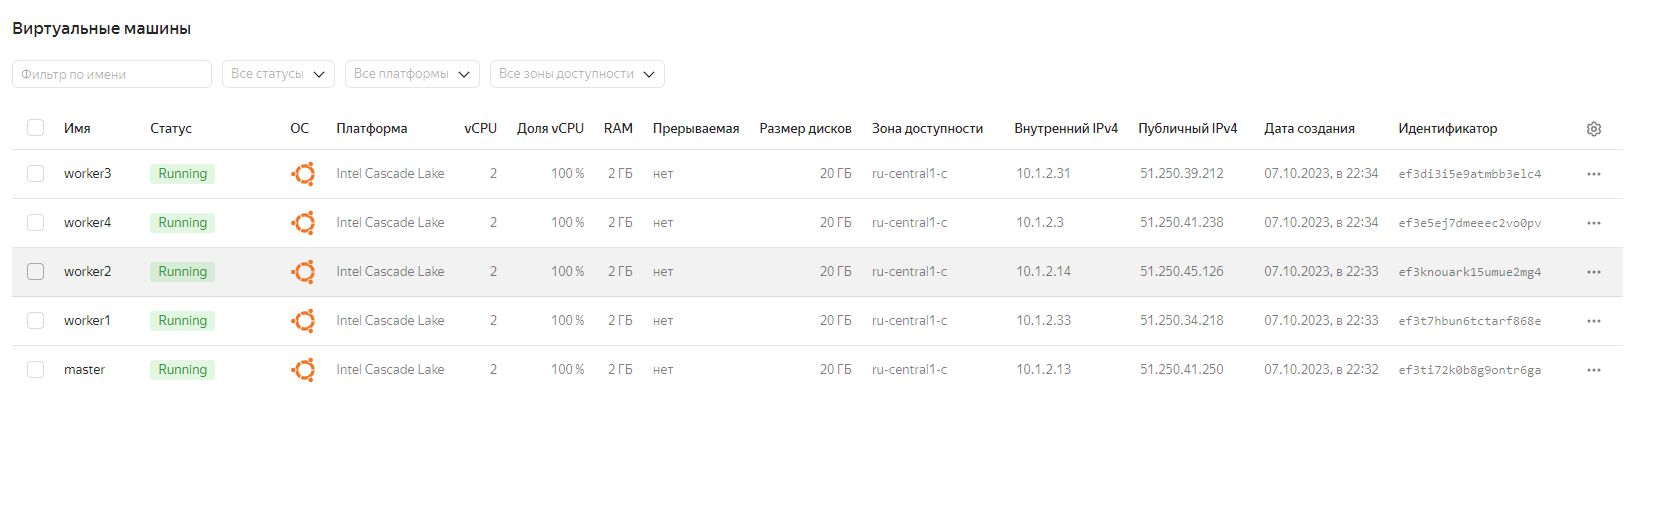 Виртуальные машины
Фильтр по имени Все статусы Все платформы Все зоны доступности
Имя Статус ОС Платформа vCPU Доля vCPU RAM Прерываемая Размер дисков Зона доступности Внутренний IPv4 Публичный IPv4 Дата создания Идентификатор
worker3 Running Intel Cascade Lake 2 100 % 2 ГБ нет 20 ГБ ru-central1-c 10.1.2.31 51.250.39.212 07.10.2023, в 22:34 ef3di3i5e9atmbb3elc4
worker4 Running Intel Cascade Lake 2 100 % 2 ГБ нет 20 ГБ ru-central1-c 10.1.2.3 51.250.41.238 07.10.2023, в 22:34 ef3e5ej7dmeeec2vo0pv
worker2 Running Intel Cascade Lake 2 100 % 2 ГБ нет 20 ГБ ru-central1-c 10.1.2.14 51.250.45.126 07.10.2023, в 22:33 ef3knouark15umue2mg4
worker1 Running Intel Cascade Lake 2 100 % 2 ГБ нет 20 ГБ ru-central1-c 10.1.2.33 51.250.34.218 07.10.2023, в 22:33 ef3t7hbun6tctarf868e
master Running Intel Cascade Lake 2 100 % 2 ГБ нет 20 ГБ ru-central1-c 10.1.2.13 51.250.41.250 07.10.2023, в 22:32 ef3ti72k0b8g9ontr6ga